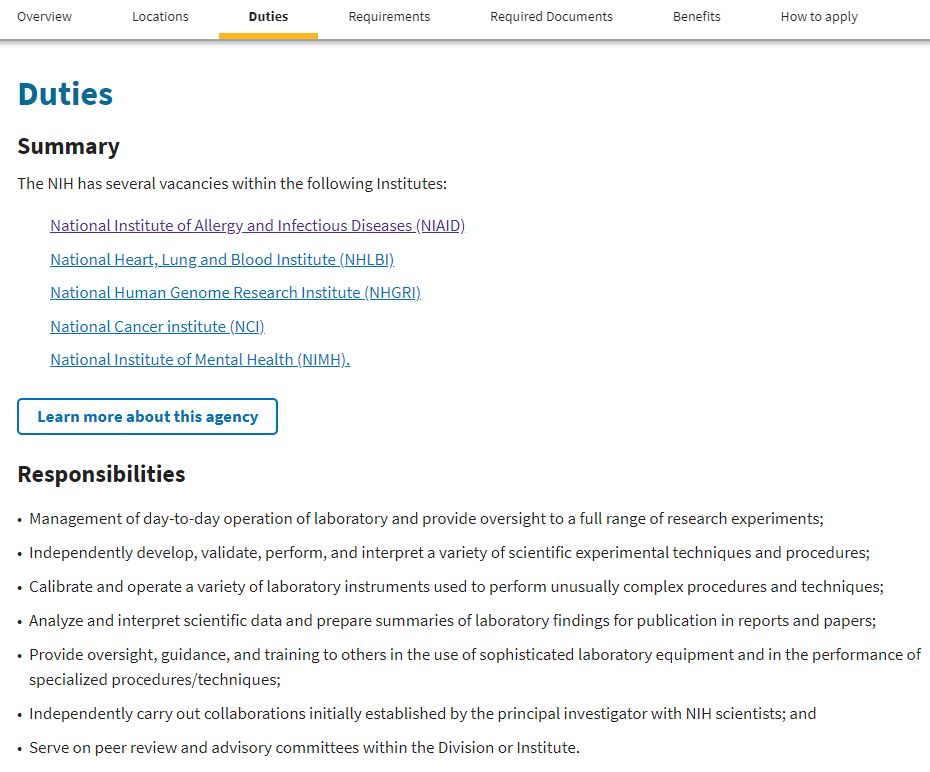 Overview Locations Duties Requirements Required Documents Benefits How to apply
Duties
Summary
The NIH has several vacancies within the following Institutes:
National Institute of Allergy and Infectious Diseases (NIAID)
National Heart, Lung and Blood Institute (NHLBI)
National Human Genome Research Institute (NHGRI)
National Cancer institute (NCI)
National Institute of Mental Health (NIMH).
Learn more about this agency
Responsibilities
• Management of day-to-day operation of laboratory and provide oversight to a full range of research experiments;
• Independently develop, validate, perform, and interpret a variety of scientific experimental techniques and procedures;
• Calibrate and operate a variety of laboratory instruments used to perform unusually complex procedures and techniques;
• Analyze and interpret scientific data and prepare summaries of laboratory findings for publication in reports and papers;
• Provide oversight, guidance, and training to others in the use of sophisticated laboratory equipment and in the performance of
specialized procedures/techniques;
• Independently carry out collaborations initially established by the principal investigator with NIH scientists; and
• Serve on peer review and advisory committees within the Division or Institute.